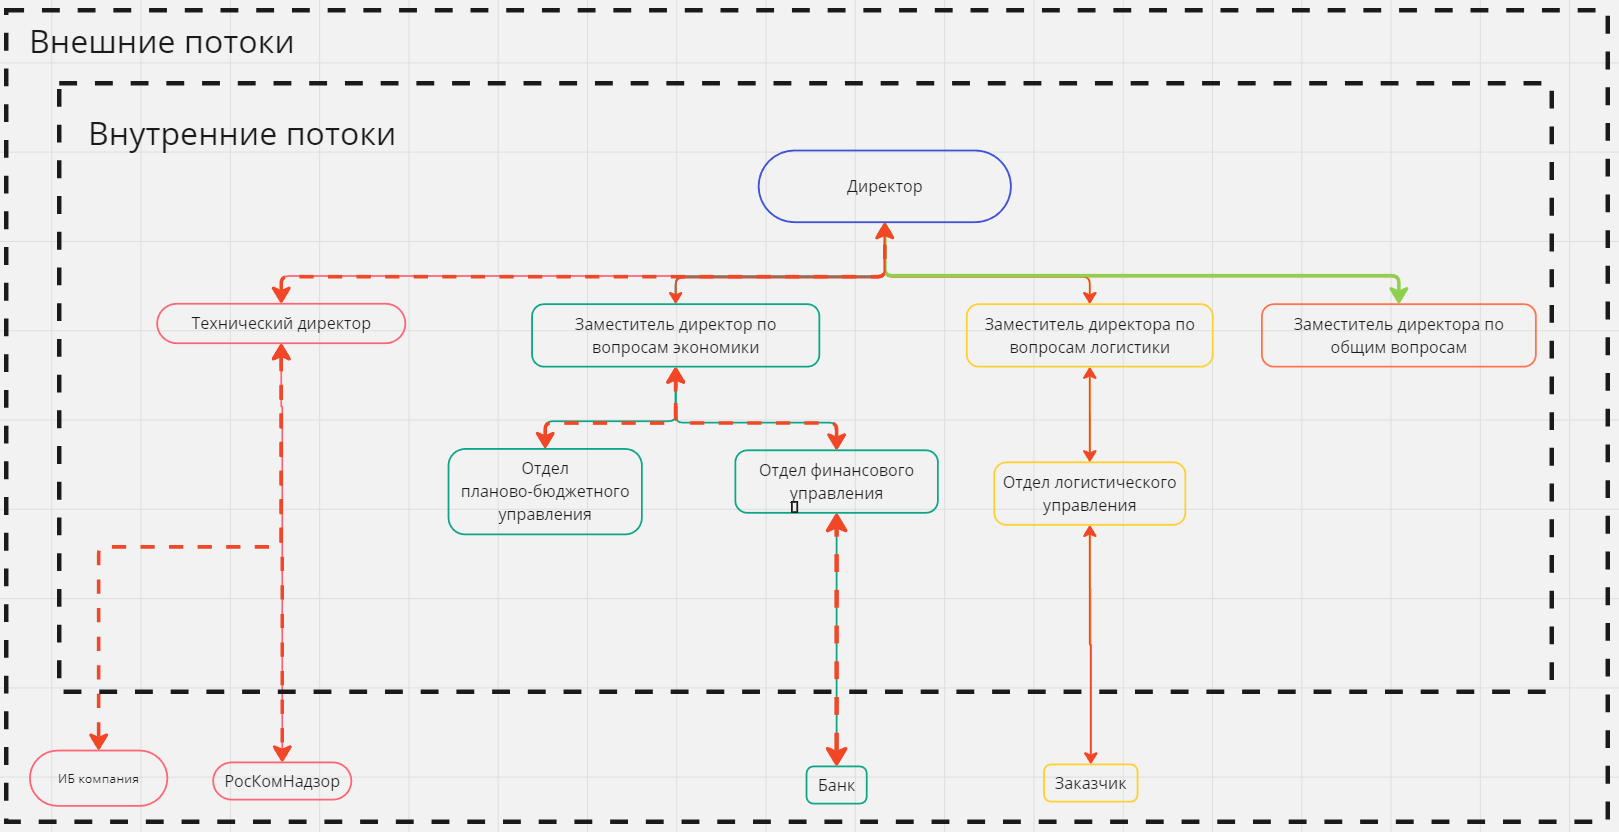 Внешние потоки
Внутренние потоки
Директор
Технический директор
Заместитель директор по
вопросам экономики
Заместитель директора по
вопросам логистики
Заместитель директора по
общим вопросам
Отдел
планово-бюджетного
управления
Отдел финансового
управления
Отдел логистического
управления
ИБ компания
РосКомНадзор
Банк
Заказчик